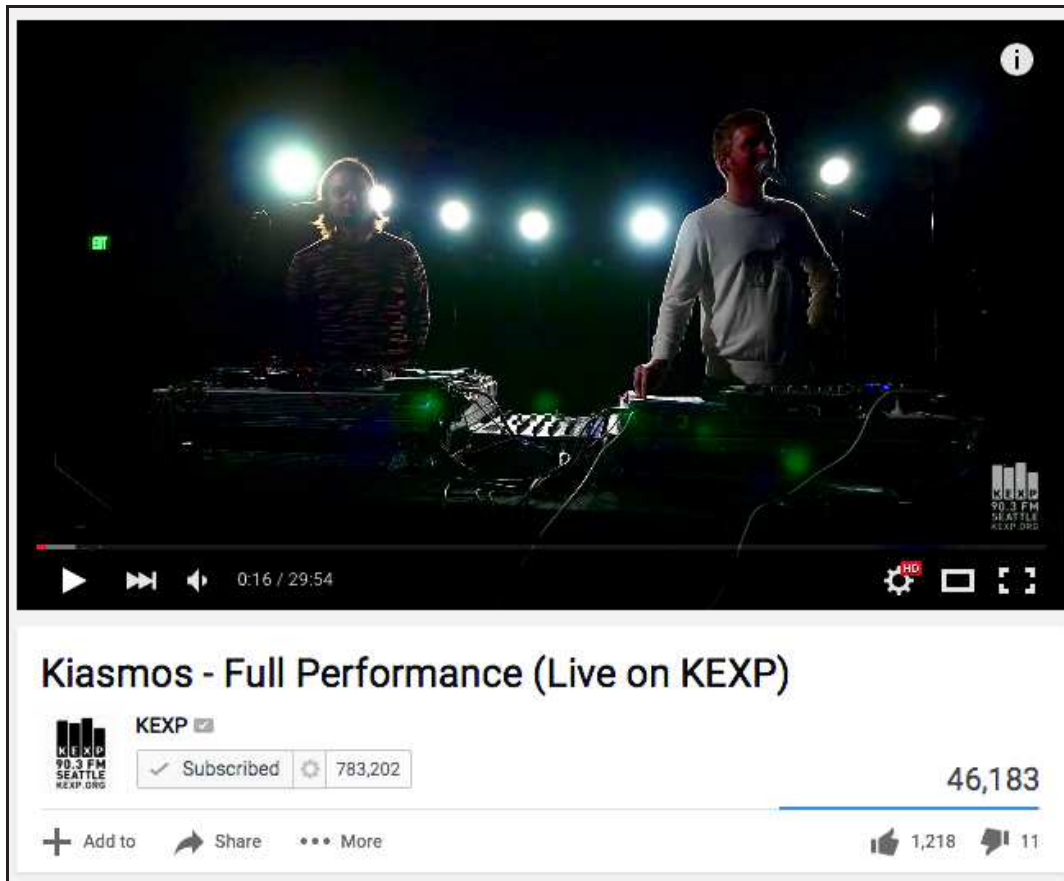 EXIT
KEXP
90.3 FM
SEATTLE
KEXP.ORG
0:16 / 29:54
HD
Kiasmos - Full Performance (Live on KEXP)
KEXP
90.3 FM
SEATTLE
KEXP.ORG
KEXP
Subscribed 783,202
46,183
Add to Share More 1,218 11